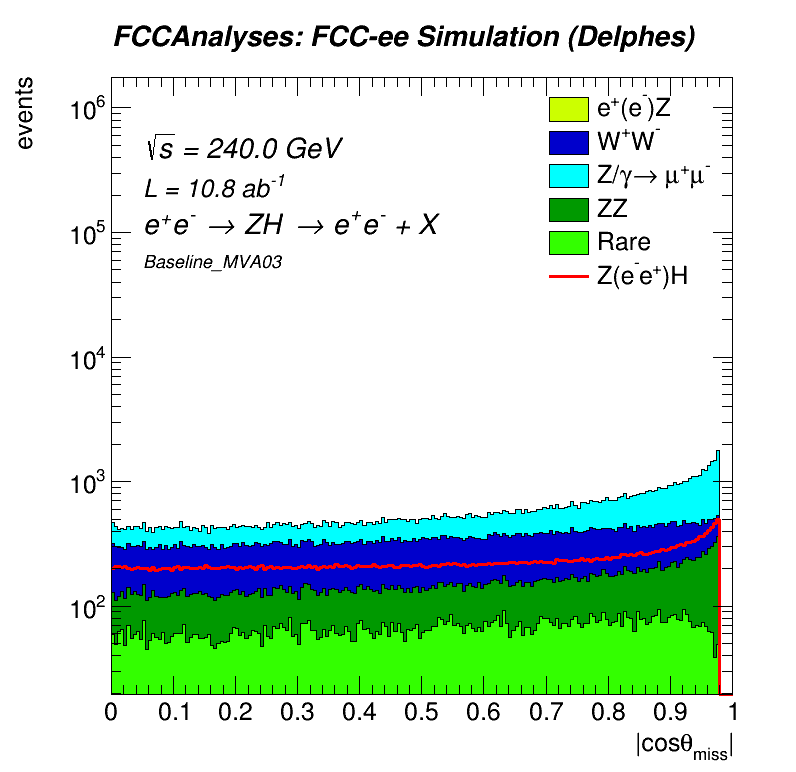 FCCAnalyses: FCC-ee Simulation (Delphes)
events
10⁶
10⁵
10⁴
10³
10²
√s = 240.0 GeV
L = 10.8 ab⁻¹
e⁺e⁻ → ZH → e⁺e⁻ + X
Baseline_MVA03
e⁺(e⁻)Z
W⁺W⁻
Z/γ→ μ⁺μ⁻
ZZ
Rare
Z(e⁻e⁺)H
0 0.1 0.2 0.3 0.4 0.5 0.6 0.7 0.8 0.9 1
|cosθ_miss|